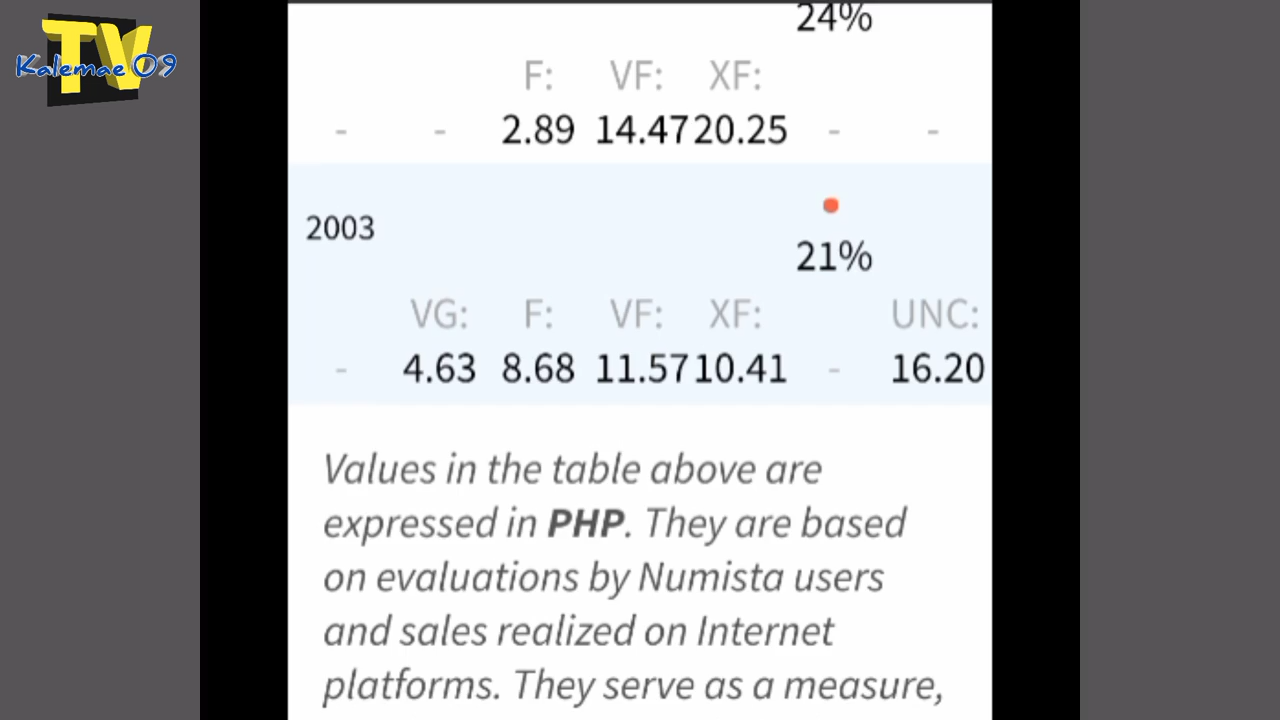 TV
Kalemae 09
24%
F: VF: XF:
- - 2.89 14.47 20.25 - -
2003
21%
VG: F: VF: XF: UNC:
- 4.63 8.68 11.57 10.41 - 16.20
Values in the table above are
expressed in PHP. They are based
on evaluations by Numista users
and sales realized on Internet
platforms. They serve as a measure,